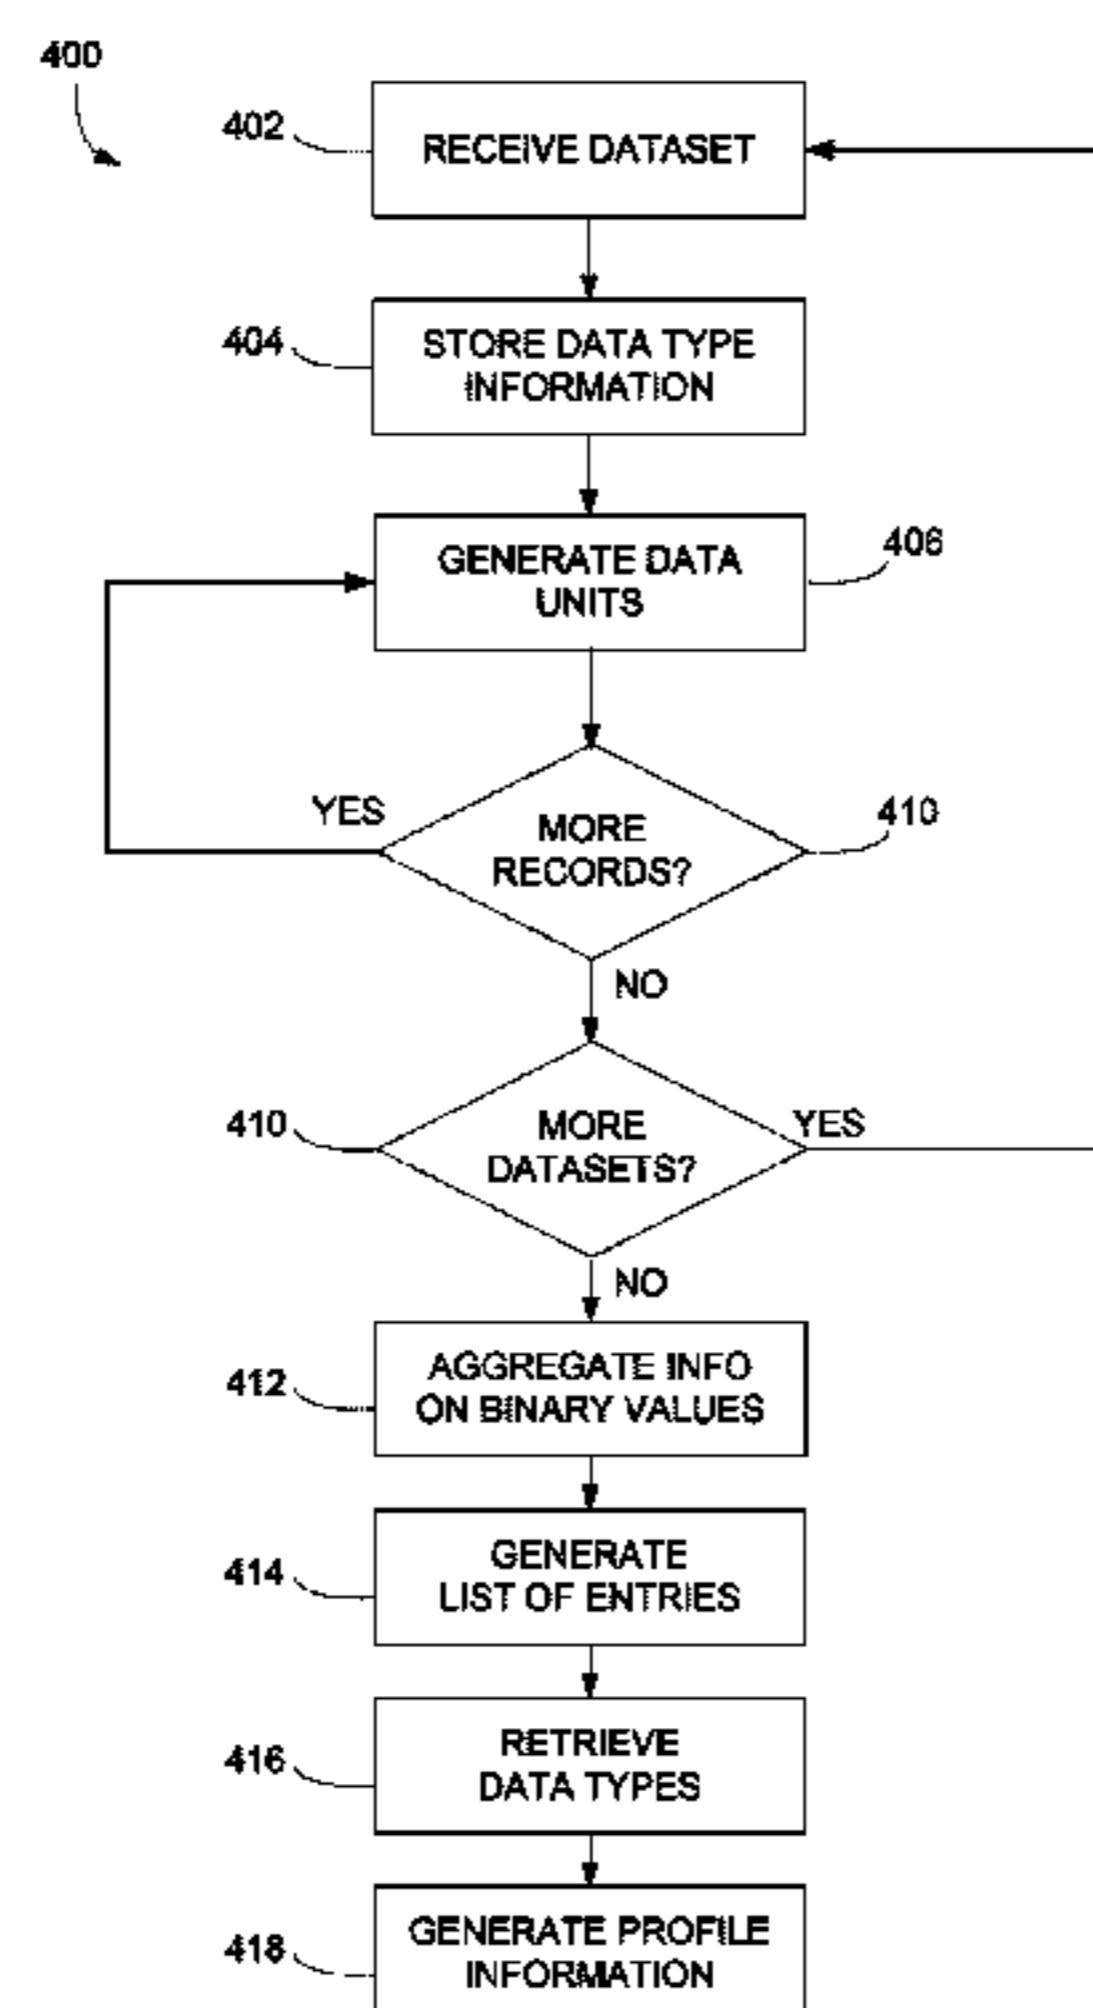 400
402
RECEIVE DATASET
404
STORE DATA TYPE
INFORMATION
GENERATE DATA
UNITS
406
YES
MORE
RECORDS?
410
NO
410
MORE
DATASETS?
YES
NO
412
AGGREGATE INFO
ON BINARY VALUES
414
GENERATE
LIST OF ENTRIES
416
RETRIEVE
DATA TYPES
418
GENERATE PROFILE
INFORMATION